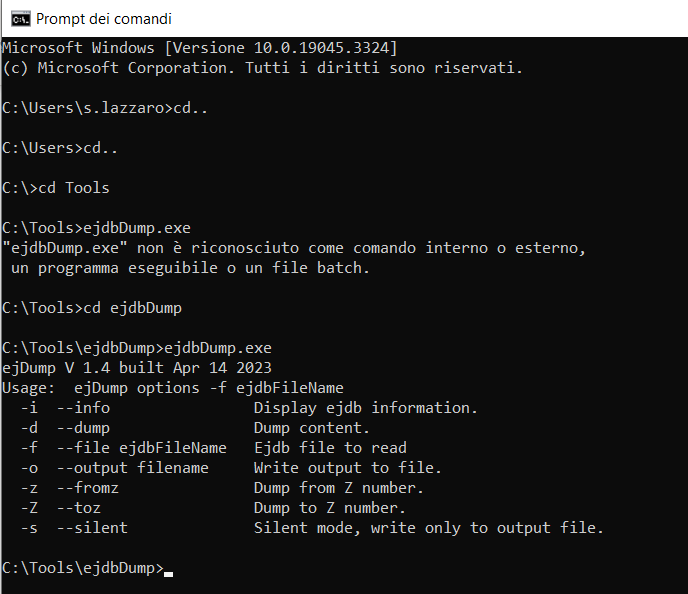 Prompt dei comandi
Microsoft Windows [Versione 10.0.19045.3324]
(c) Microsoft Corporation. Tutti i diritti sono riservati.
C:\Users\s.lazzaro>cd..
C:\Users>cd..
C:\>cd Tools
C:\Tools>ejdbDump.exe
"ejdbDump.exe" non è riconosciuto come comando interno o esterno,
 un programma eseguibile o un file batch.
C:\Tools>cd ejdbDump
C:\Tools\ejdbDump>ejdbDump.exe
ejDump V 1.4 built Apr 14 2023
Usage:  ejDump options -f ejdbFileName
  -i  --info                Display ejdb information.
  -d  --dump                Dump content.
  -f  --file ejdbFileName   Ejdb file to read
  -o  --output filename     Write output to file.
  -z  --fromz               Dump from Z number.
  -Z  --toz                 Dump to Z number.
  -s  --silent              Silent mode, write only to output file.
C:\Tools\ejdbDump>